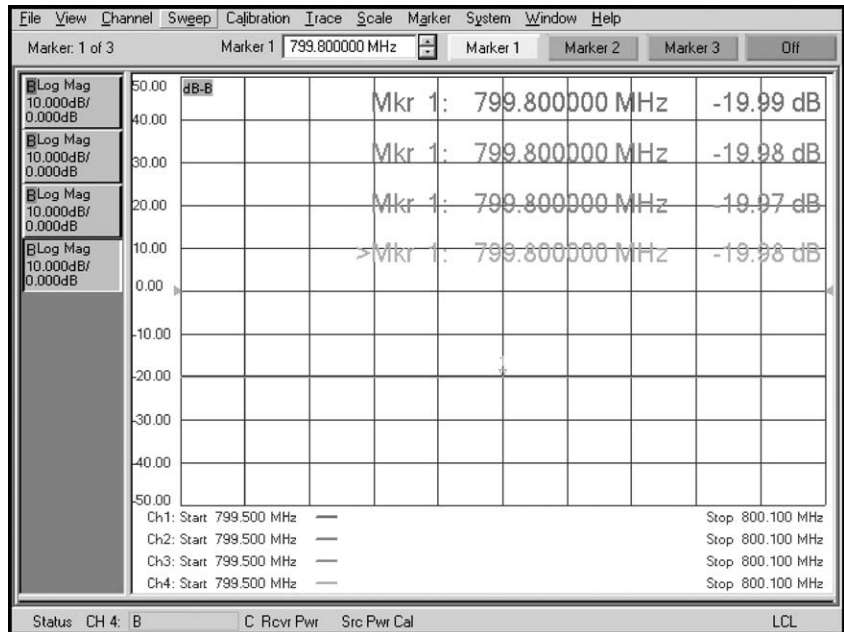 File View Channel Sweep Calibration Trace Scale Marker System Window Help
Marker: 1 of 3 Marker 1 799.800000 MHz Marker 1 Marker 2 Marker 3 Off
BLog Mag
10.000dB/
0.000dB
BLog Mag
10.000dB/
0.000dB
BLog Mag
10.000dB/
0.000dB
BLog Mag
10.000dB/
0.000dB
50.00
40.00
30.00
20.00
10.00
0.00
-10.00
-20.00
-30.00
-40.00
-50.00
dB-B
Mkr 1: 799.800000 MHz -19.99 dB
Mkr 1: 799.800000 MHz -19.98 dB
Mkr 1: 799.800000 MHz -19.97 dB
>Mkr 1: 799.800000 MHz -19.98 dB
Ch1: Start 799.500 MHz Stop 800.100 MHz
Ch2: Start 799.500 MHz Stop 800.100 MHz
Ch3: Start 799.500 MHz Stop 800.100 MHz
Ch4: Start 799.500 MHz Stop 800.100 MHz
Status CH 4: B C Rcvr Pwr Src Pwr Cal LCL